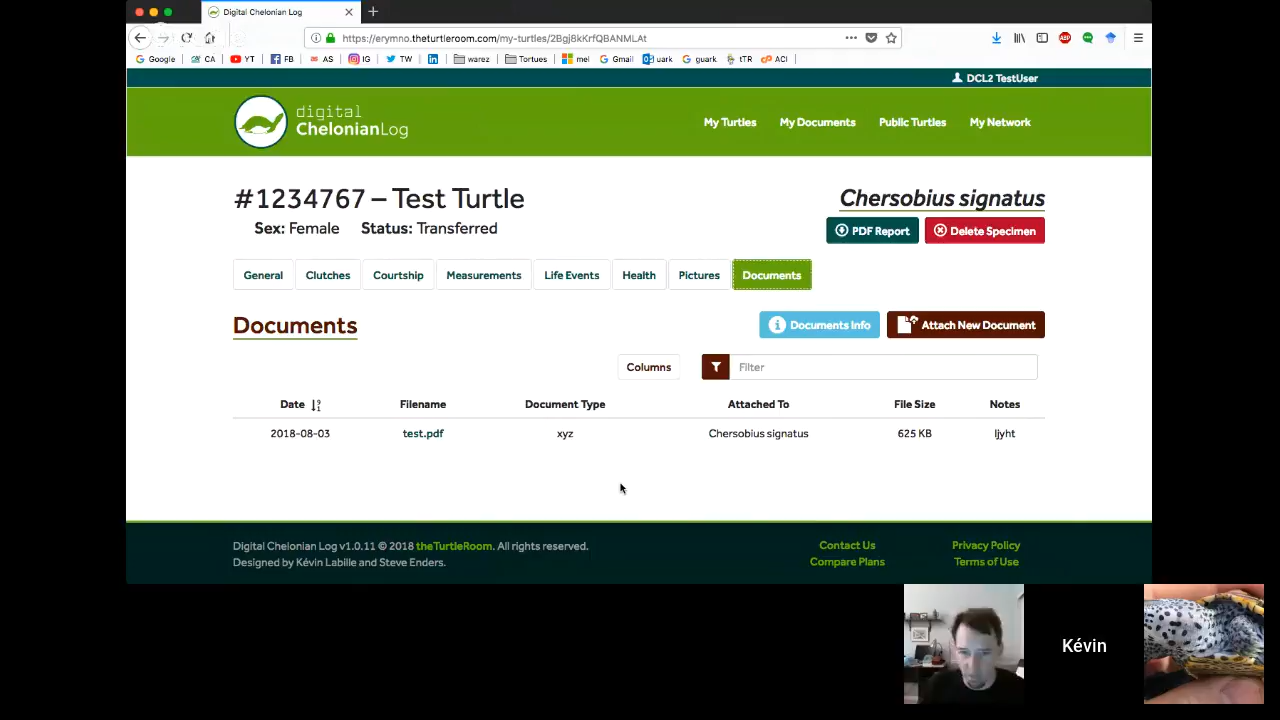 Digital Chelonian Log
https://erymno.theturtleroom.com/my-turtles/2Bgj8kKrfQBANMLAt
Google CA YT FB AS IG TW warez Tortues mel Gmail uark guark tTR ACI
DCL2 TestUser
digital
ChelonianLog
My Turtles My Documents Public Turtles My Network
#1234767 – Test Turtle
Chersobius signatus
Sex: Female Status: Transferred
PDF Report Delete Specimen
General Clutches Courtship Measurements Life Events Health Pictures Documents
Documents
Documents Info Attach New Document
Columns Filter
Date Filename Document Type Attached To File Size Notes
2018-08-03 test.pdf xyz Chersobius signatus 625 KB ljyht
Digital Chelonian Log v1.0.11 © 2018 theTurtleRoom. All rights reserved.
Designed by Kévin Labille and Steve Enders.
Contact Us Privacy Policy
Compare Plans Terms of Use
Kévin